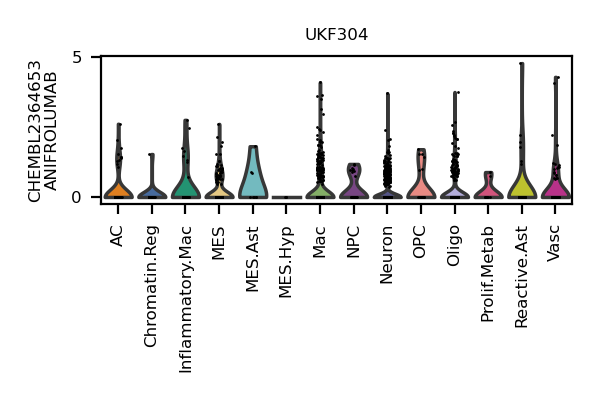 UKF304
CHEMBL2364653
ANIFROLUMAB
5
0
AC
Chromatin.Reg
Inflammatory.Mac
MES
MES.Ast
MES.Hyp
Mac
NPC
Neuron
OPC
Oligo
Prolif.Metab
Reactive.Ast
Vasc